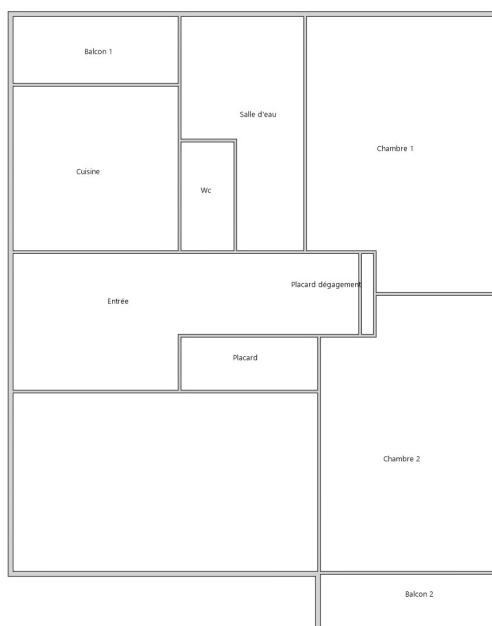 Balcon 1
Salle d'eau
Chambre 1
Cuisine
Wc
Placard dégagement
Entrée
Placard
Chambre 2
Balcon 2